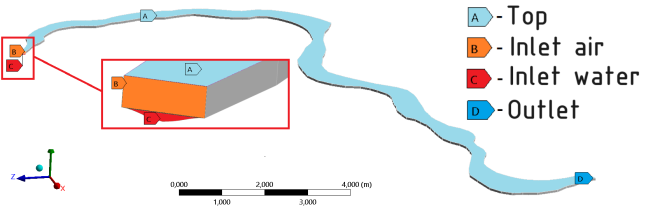 A - Top
B - Inlet air
C - Inlet water
D - Outlet
A
B
C
A
B
C
D
Z
X
0,000 2,000 4,000 (m)
1,000 3,000